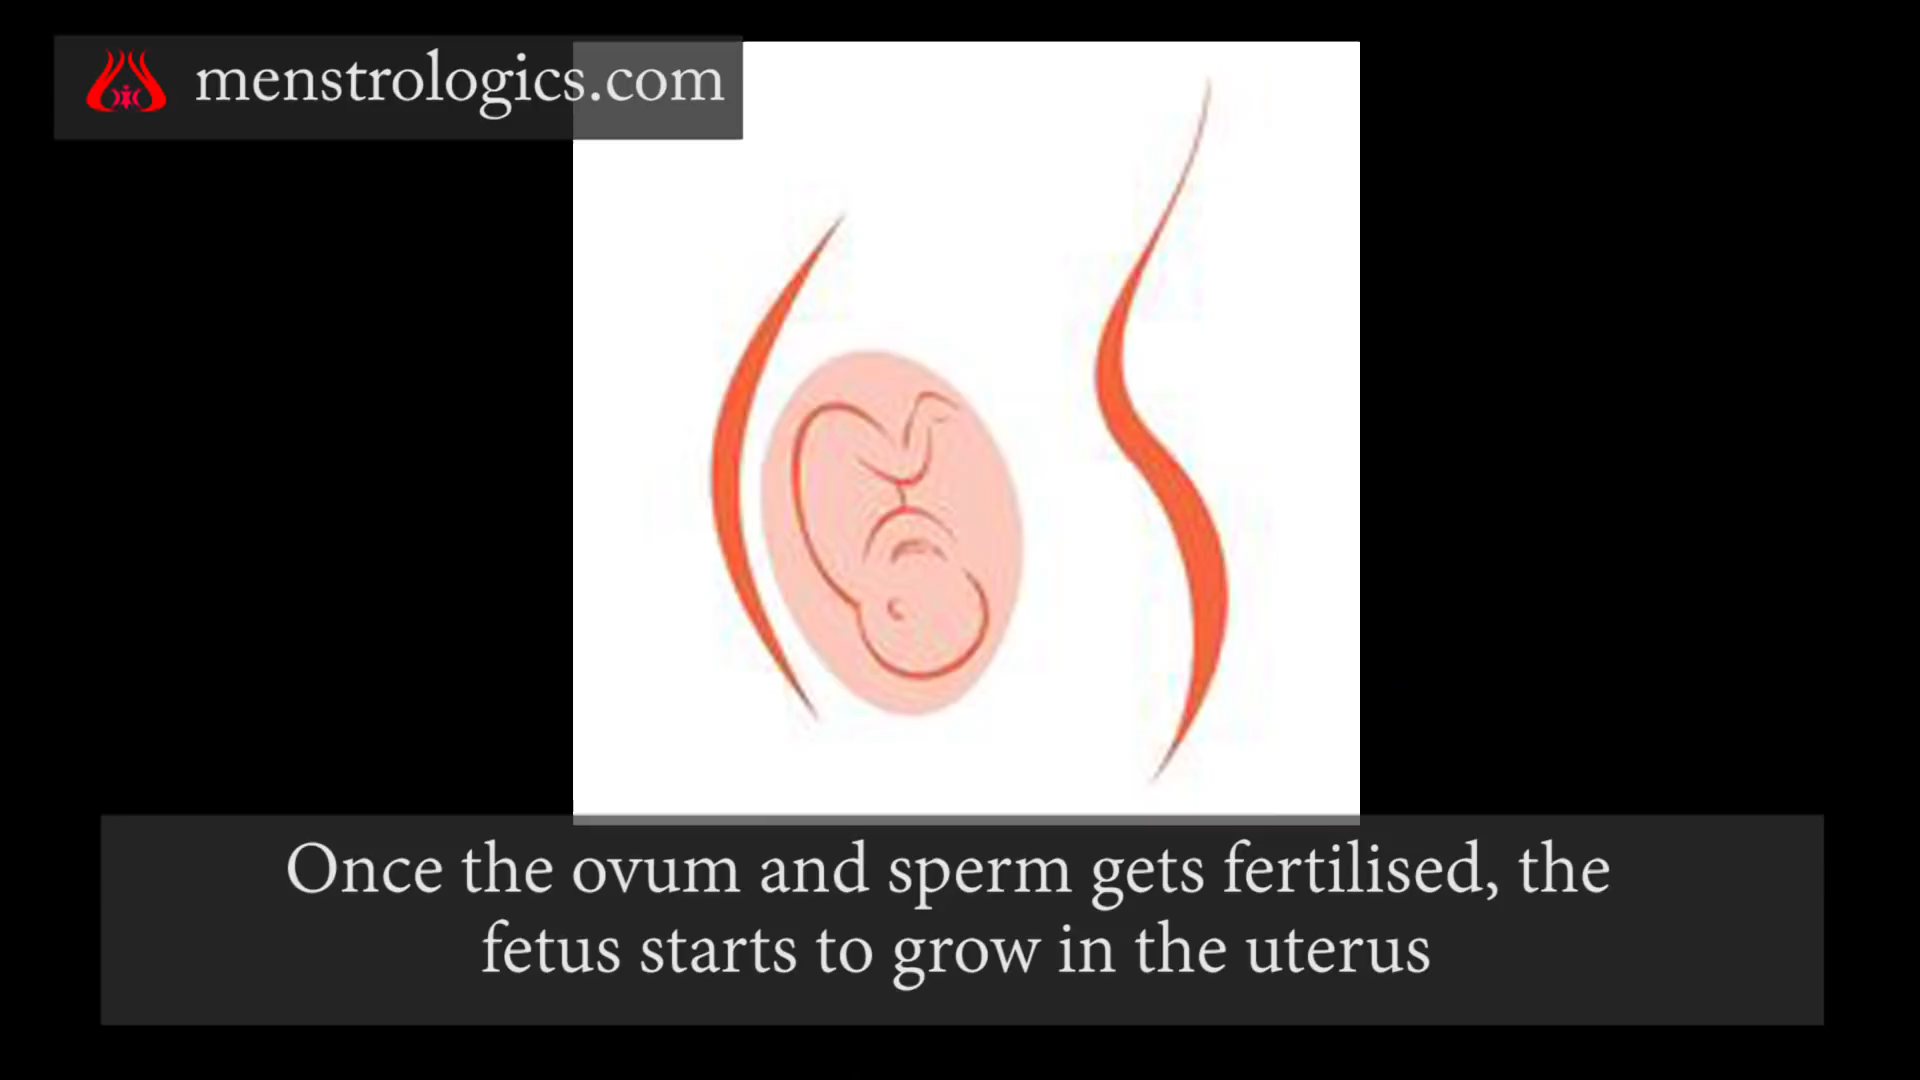 menstrologics.com
Once the ovum and sperm gets fertilised, the
fetus starts to grow in the uterus